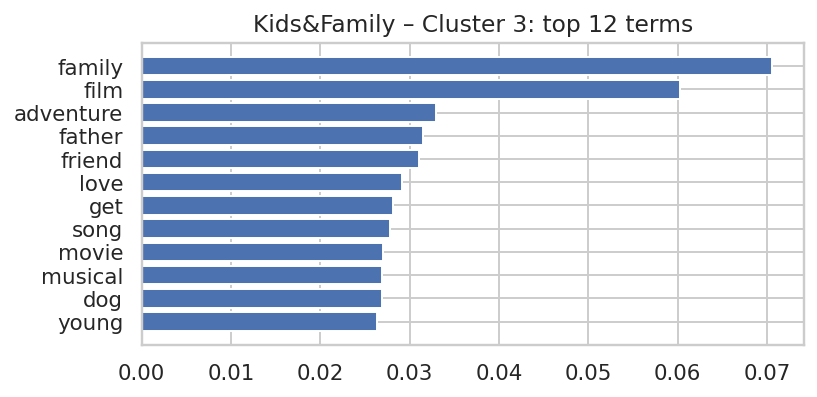 Kids&Family – Cluster 3: top 12 terms
family
film
adventure
father
friend
love
get
song
movie
musical
dog
young
0.00 0.01 0.02 0.03 0.04 0.05 0.06 0.07